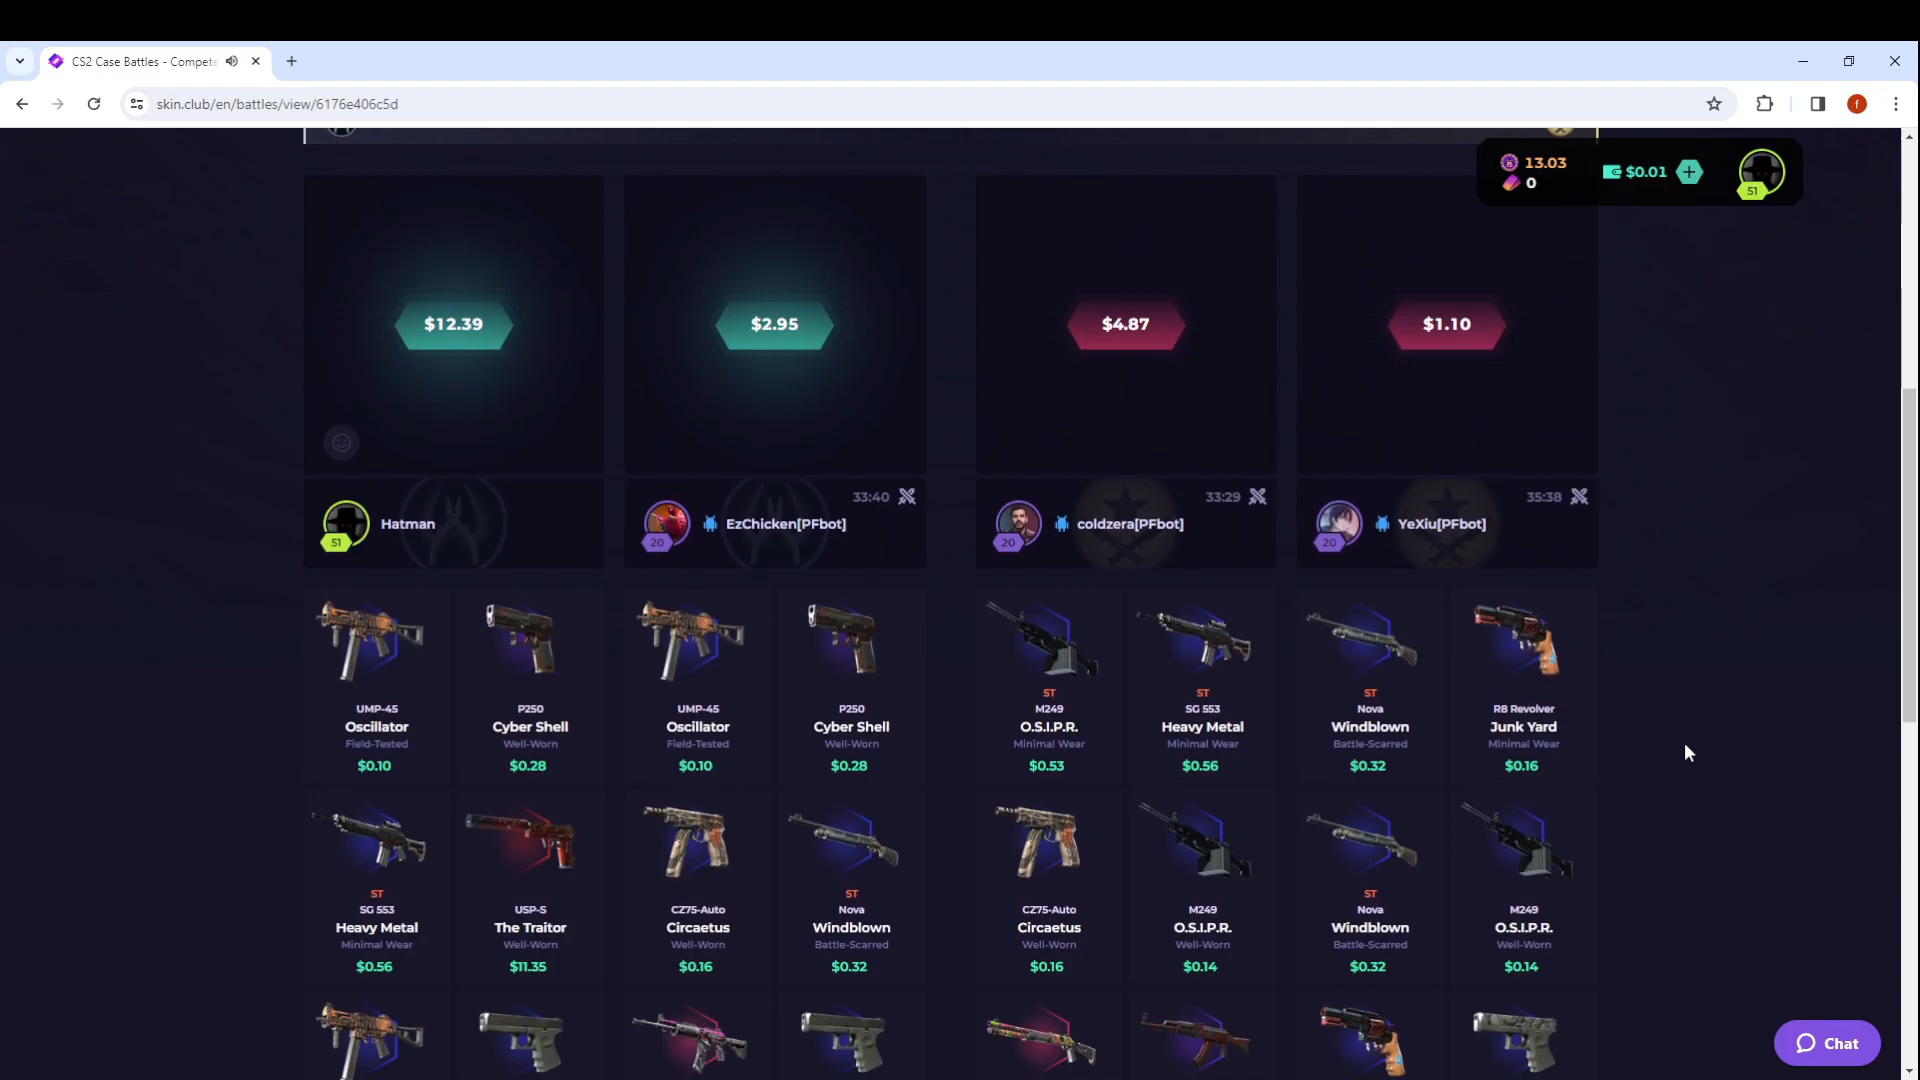 CS2 Case Battles - Compete
skin.club/en/battles/view/6176e406c5d
13.03
0
$0.01
51
$12.39
$2.95
$4.87
$1.10
Hatman
51
33:40
EzChicken[PFbot]
20
33:29
coldzera[PFbot]
20
35:38
YeXiu[PFbot]
20
f
UMP-45
Oscillator
Field-Tested
$0.10
P250
Cyber Shell
Well-Worn
$0.28
UMP-45
Oscillator
Field-Tested
$0.10
P250
Cyber Shell
Well-Worn
$0.28
ST
M249
O.S.I.P.R.
Minimal Wear
$0.53
ST
SG 553
Heavy Metal
Minimal Wear
$0.56
ST
Nova
Windblown
Battle-Scarred
$0.32
R8 Revolver
Junk Yard
Minimal Wear
$0.16
ST
SG 553
Heavy Metal
Minimal Wear
$0.56
USP-S
The Traitor
Well-Worn
$11.35
CZ75-Auto
Circaetus
Well-Worn
$0.16
ST
Nova
Windblown
Battle-Scarred
$0.32
CZ75-Auto
Circaetus
Well-Worn
$0.16
M249
O.S.I.P.R.
Well-Worn
$0.14
ST
Nova
Windblown
Battle-Scarred
$0.32
M249
O.S.I.P.R.
Well-Worn
$0.14
Chat